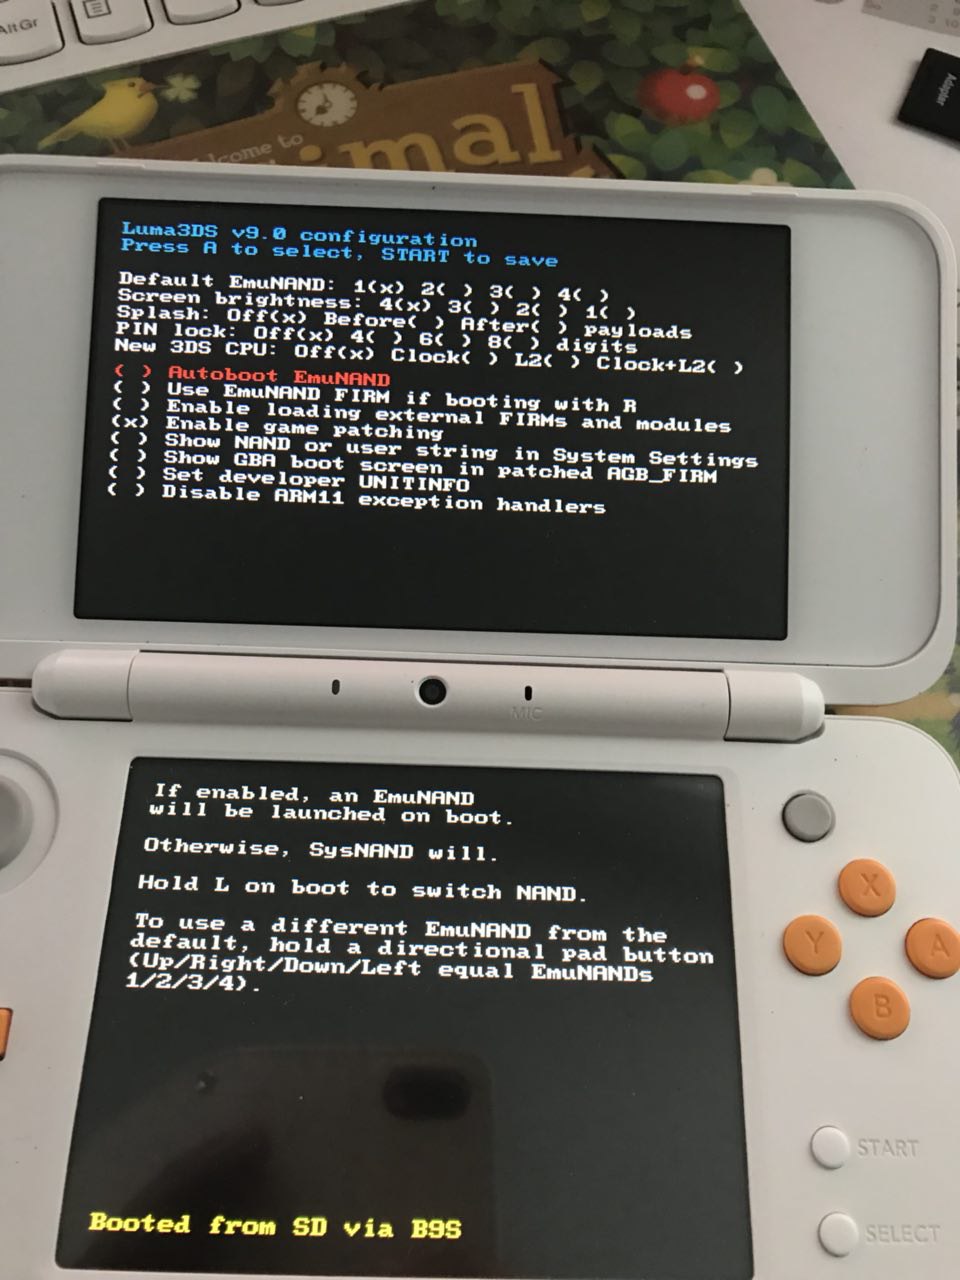 Alt Gr
Adapter
Welcome to
imal
Luma3DS v9.0 configuration
Press A to select, START to save
Default EmuNAND: 1(x) 2( ) 3( ) 4( )
Screen brightness: 4(x) 3( ) 2( ) 1( )
Splash: Off(x) Before( ) After( ) payloads
PIN lock: Off(x) 4( ) 6( ) 8( ) digits
New 3DS CPU: Off(x) Clock( ) L2( ) Clock+L2( )
( ) Autoboot EmuNAND
( ) Use EmuNAND FIRM if booting with R
( ) Enable loading external FIRMs and modules
(x) Enable game patching
( ) Show NAND or user string in System Settings
( ) Show GBA boot screen in patched AGB_FIRM
( ) Set developer UNITINFO
( ) Disable ARM11 exception handlers
MIC
If enabled, an EmuNAND
will be launched on boot.
Otherwise, SysNAND will.
Hold L on boot to switch NAND.
To use a different EmuNAND from the
default, hold a directional pad button
(Up/Right/Down/Left equal EmuNANDs
1/2/3/4).
Booted from SD via B9S
X
Y
A
B
START
SELECT